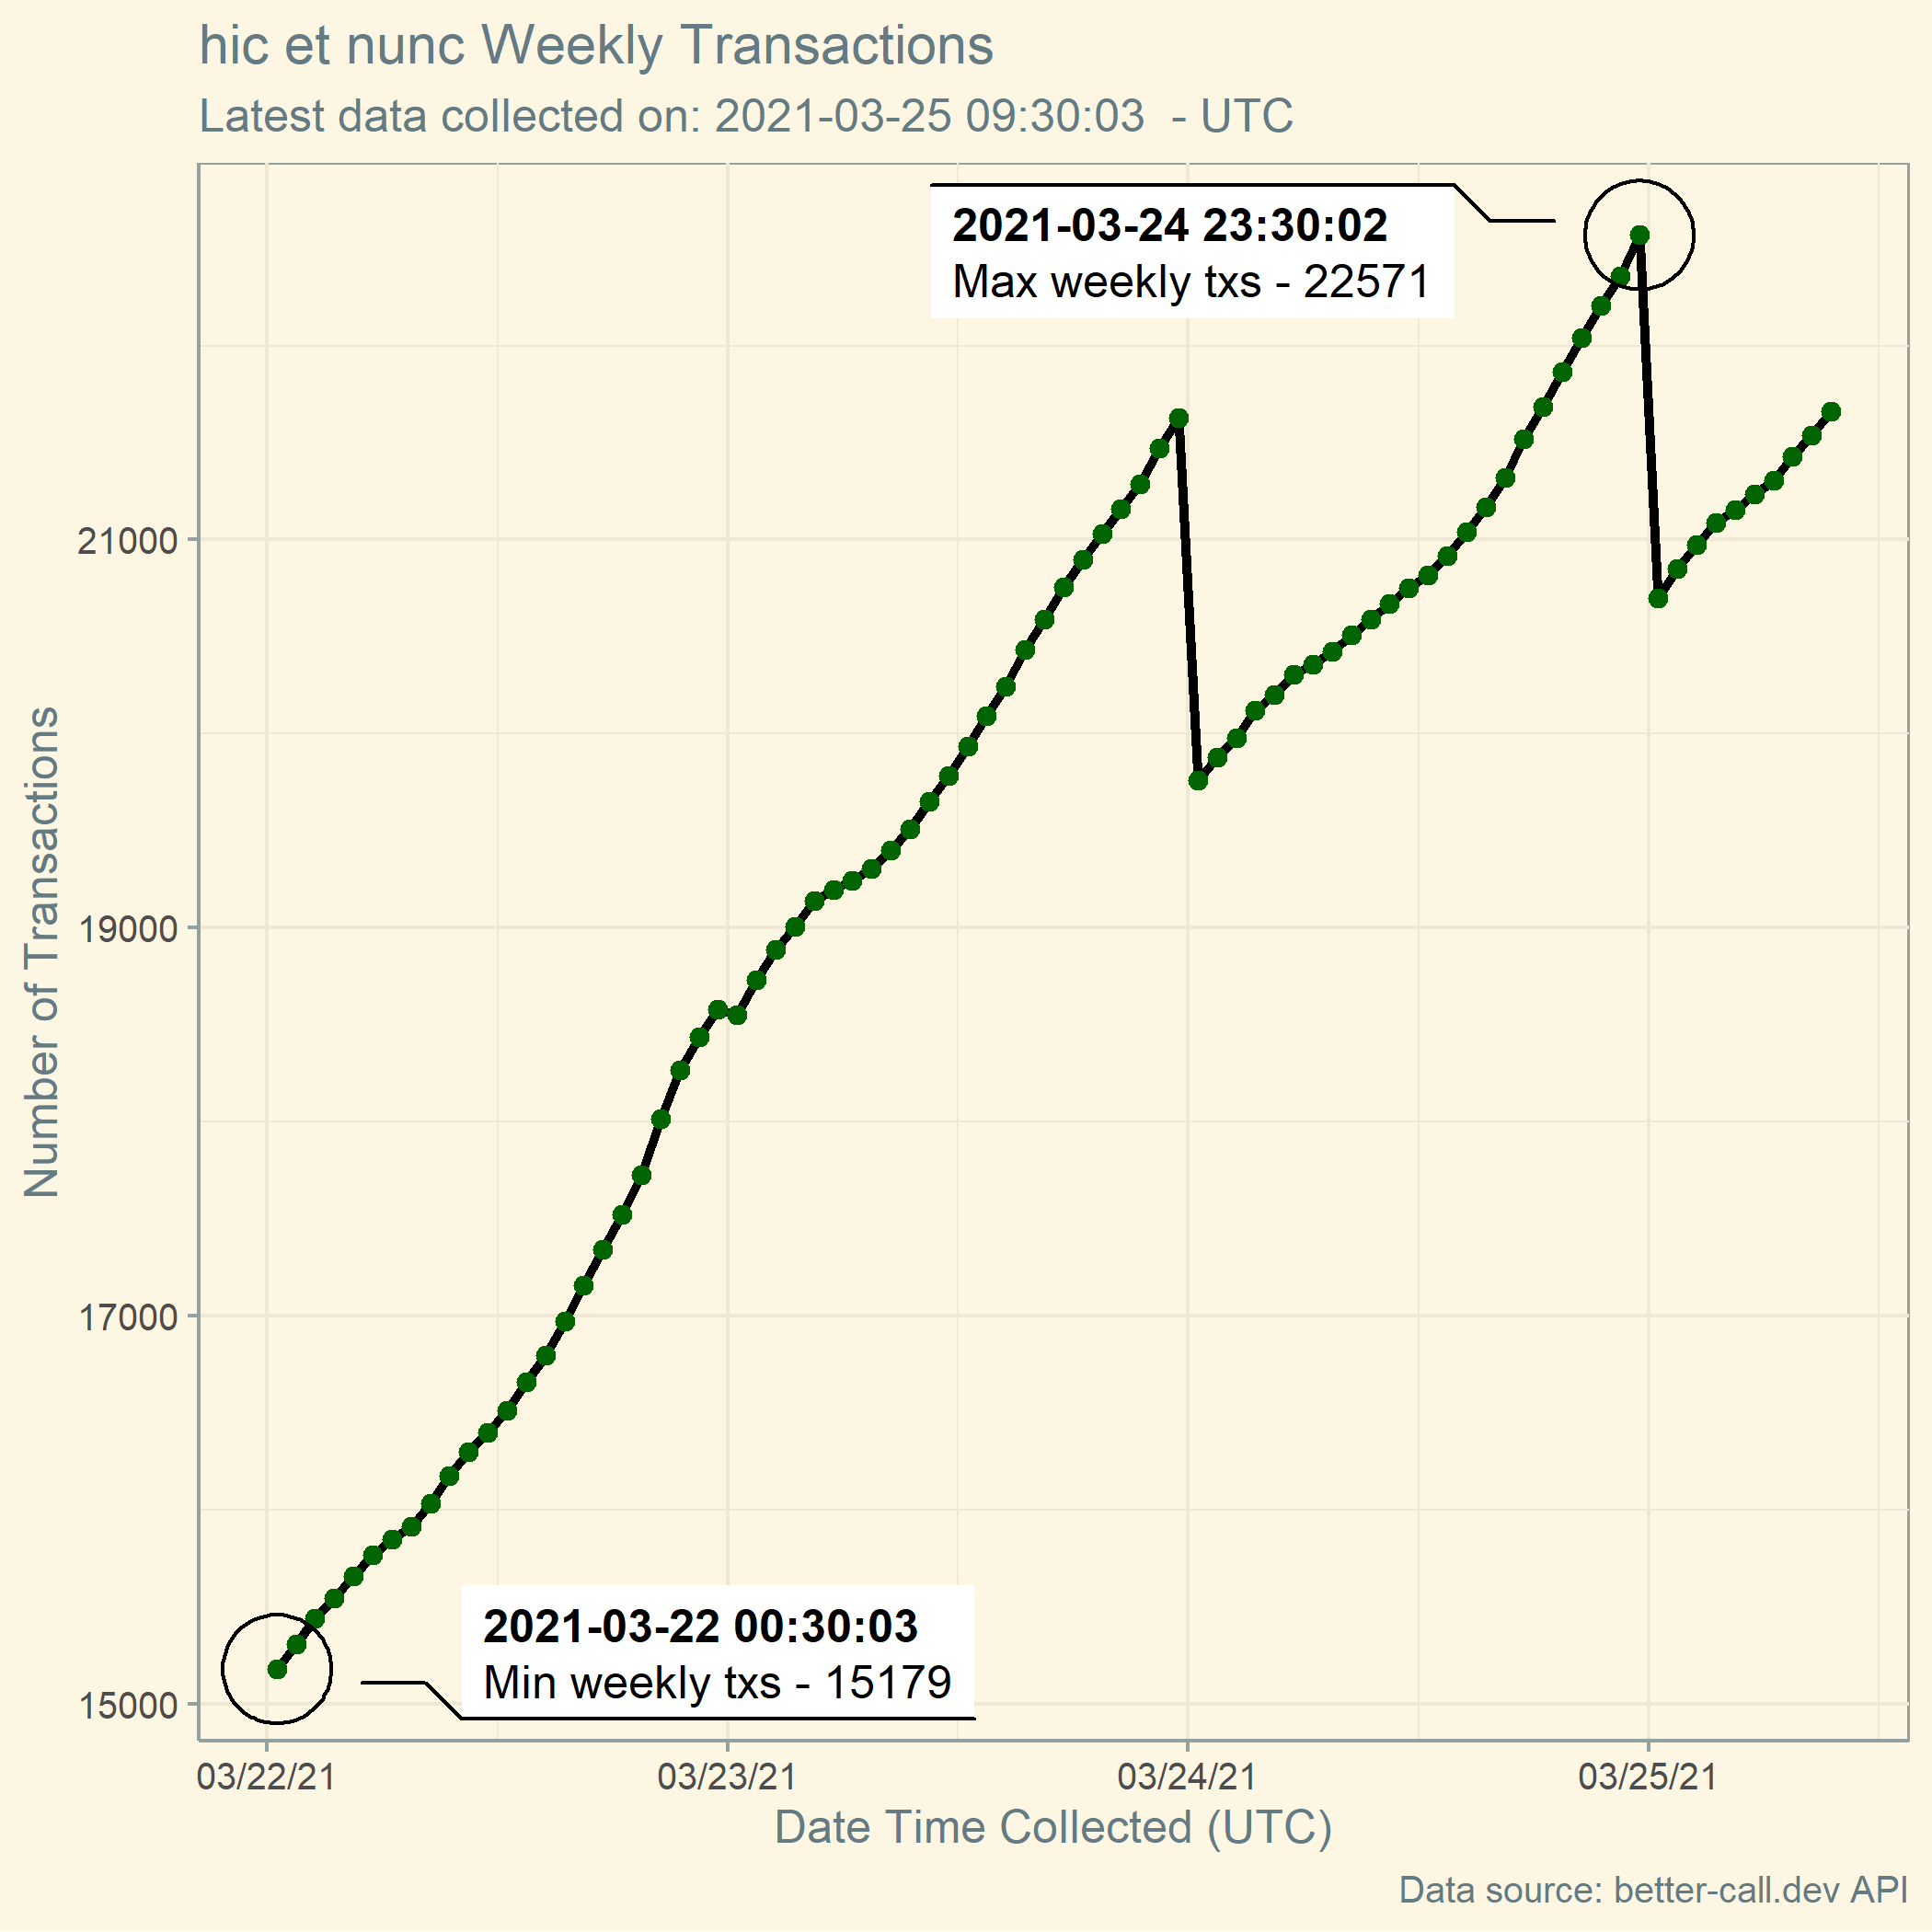 hic et nunc Weekly Transactions
Latest data collected on: 2021-03-25 09:30:03  - UTC
2021-03-24 23:30:02
Max weekly txs - 22571
21000
19000
17000
15000
Number of Transactions
2021-03-22 00:30:03
Min weekly txs - 15179
03/22/21
03/23/21
03/24/21
03/25/21
Date Time Collected (UTC)
Data source: better-call.dev API